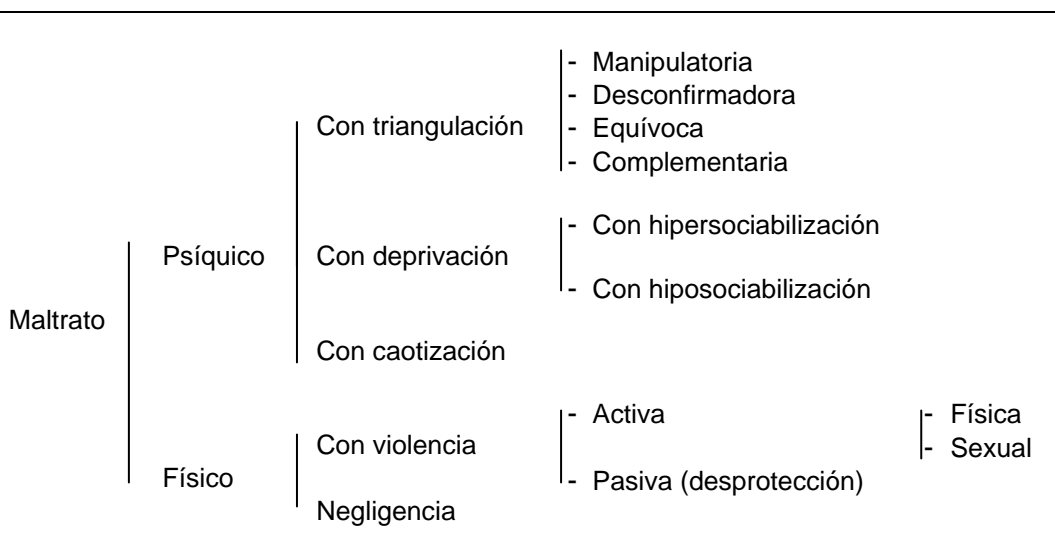 - Manipulatoria
- Desconfirmadora
Con triangulación
- Equívoca
- Complementaria
- Con hipersociabilización
Psíquico
Con deprivación
- Con hiposociabilización
Maltrato
Con caotización
- Activa
- Física
Con violencia
- Sexual
Físico
- Pasiva (desprotección)
Negligencia